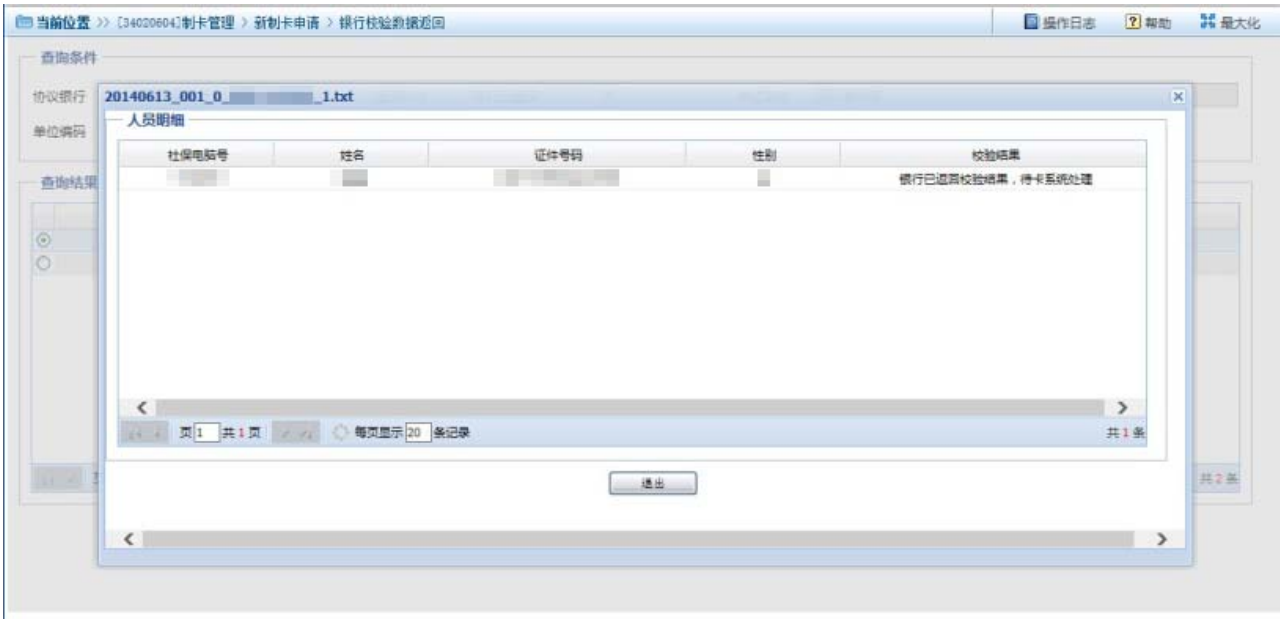 当前位置 >> [34020604]制卡管理 > 新制卡申请 > 银行校验数据返回 操作日志 帮助 最大化
查询条件
协议银行
20140613_001_0_ _1.txt
人员明细
单位编码
社保电脑号 姓名 证件号码 性别 校验结果
银行已返回校验结果,待卡系统处理
查询结果
页 1 共1页 每页显示 20 条记录 共1条
退出
共2条